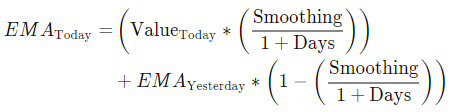 EMA_Today = (Value_Today * (Smoothing / 1 + Days))
+ EMA_Yesterday * (1 − (Smoothing / 1 + Days))